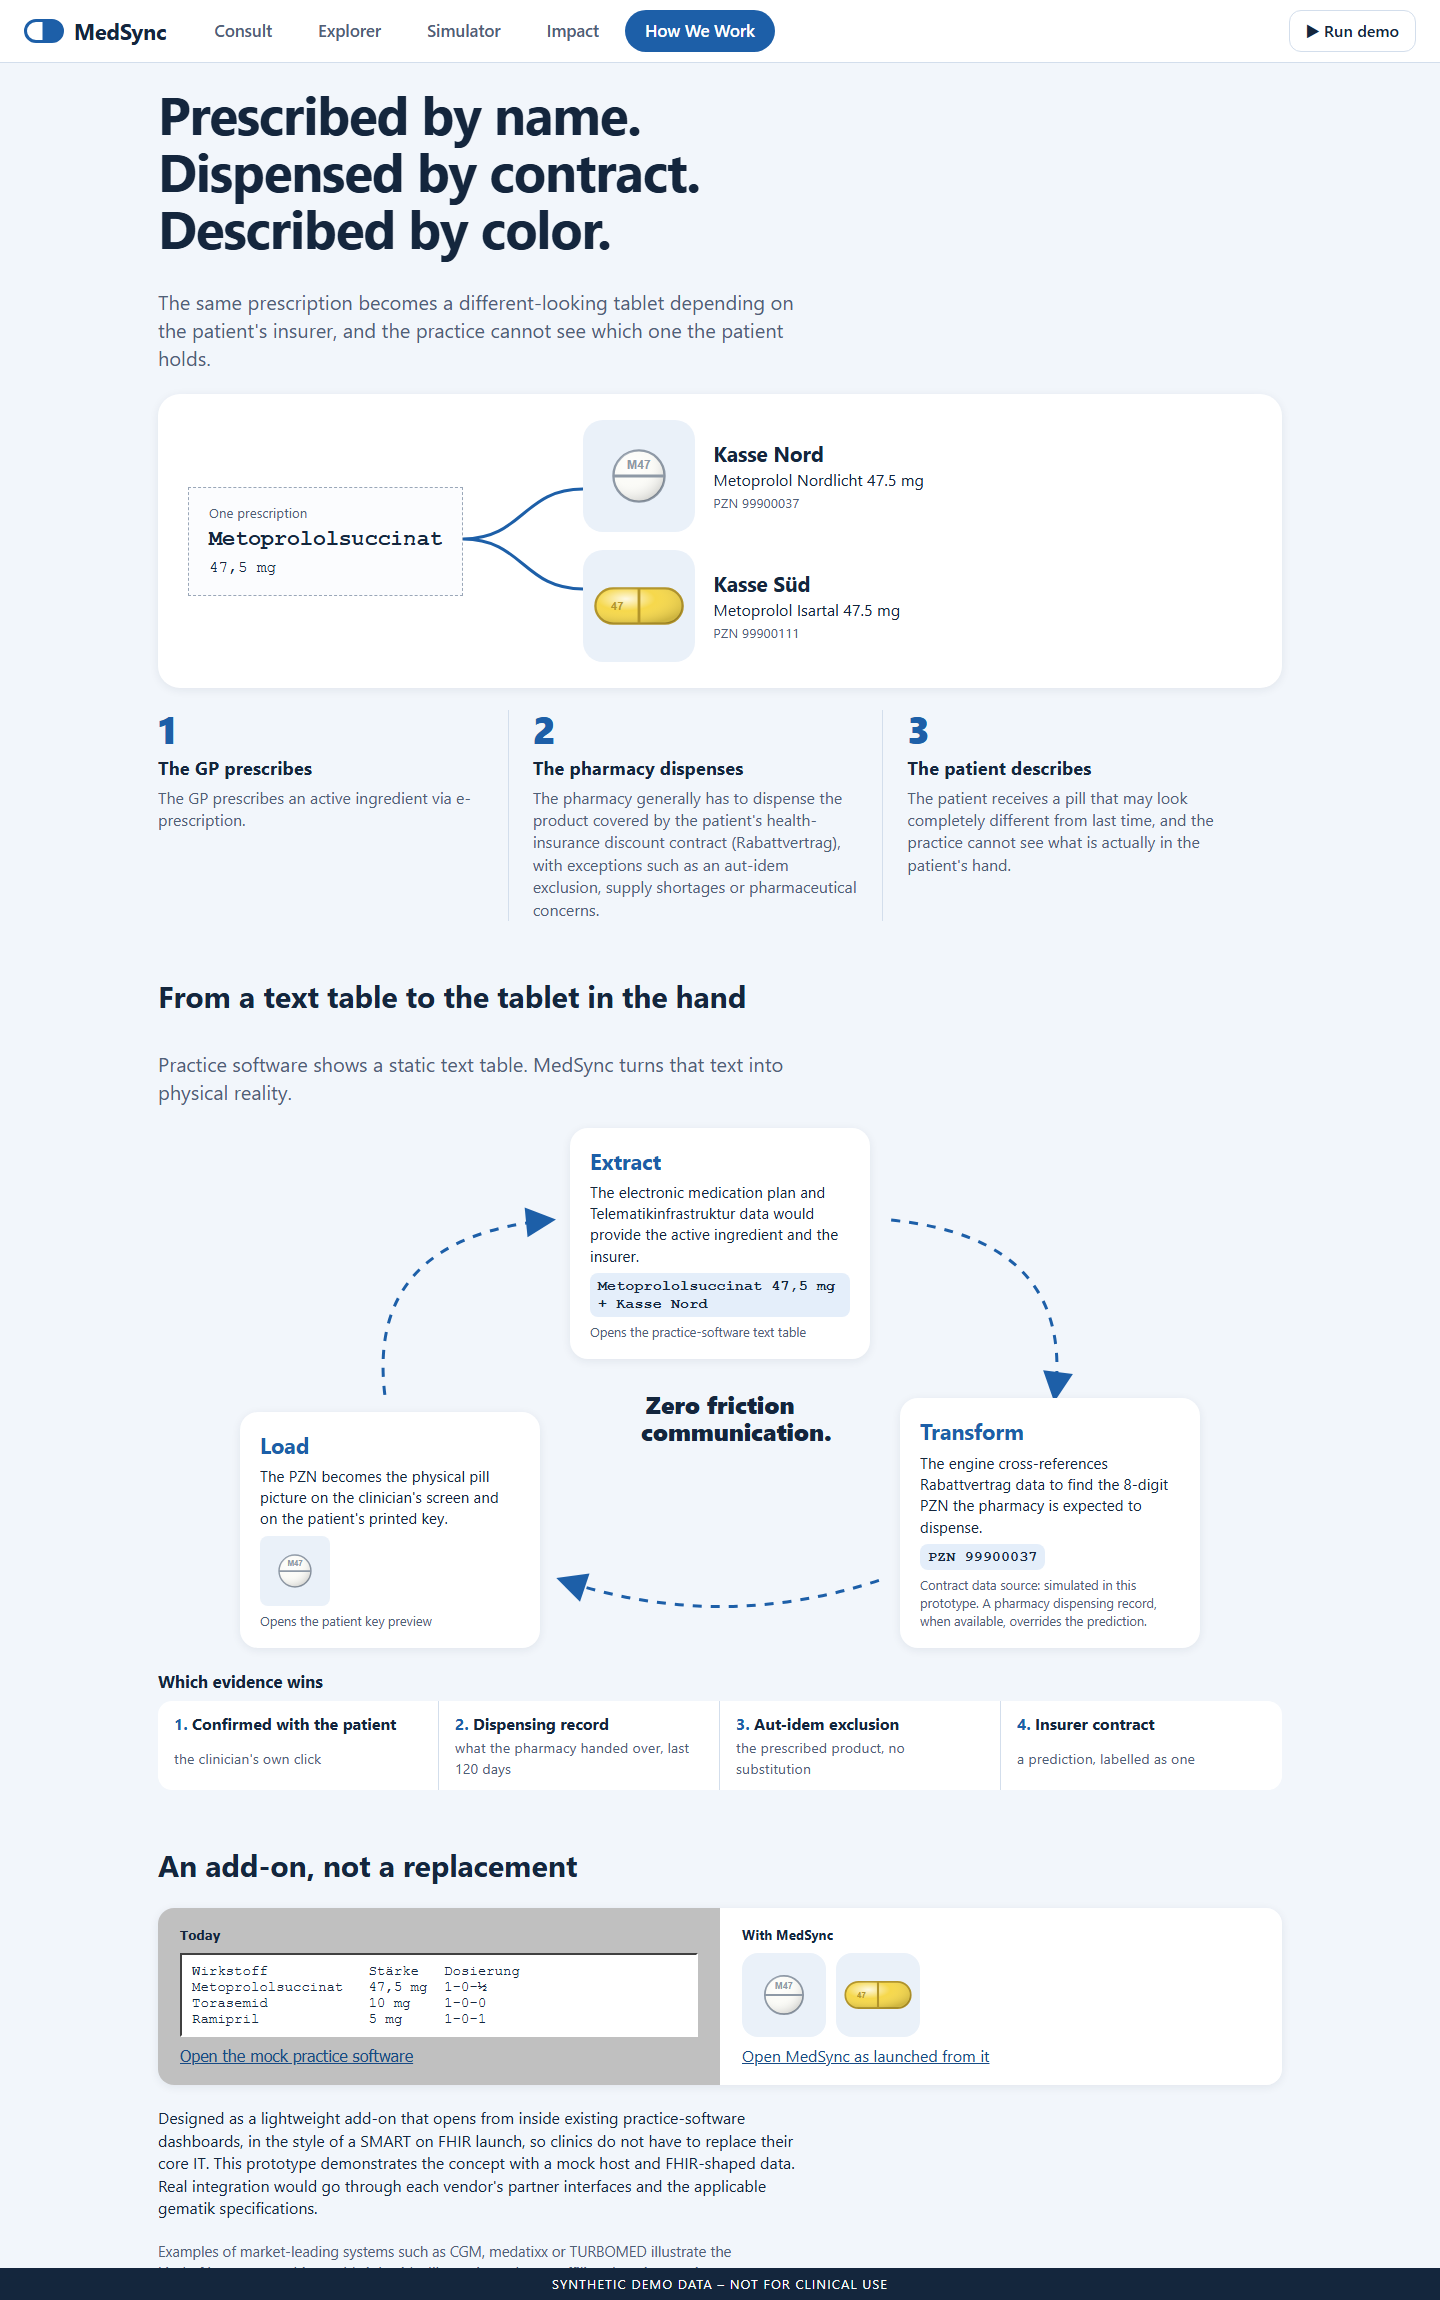 MedSync
Consult
Explorer
Simulator
Impact
How We Work
▶ Run demo
Prescribed by name.
Dispensed by contract.
Described by color.
The same prescription becomes a different-looking tablet depending on
the patient's insurer, and the practice cannot see which one the patient
holds.
One prescription
Metoprololsuccinat
47,5 mg
M47
Kasse Nord
Metoprolol Nordlicht 47.5 mg
PZN 99900037
47
Kasse Süd
Metoprolol Isartal 47.5 mg
PZN 99900111
1
The GP prescribes
The GP prescribes an active ingredient via e-
prescription.
2
The pharmacy dispenses
The pharmacy generally has to dispense the
product covered by the patient's health-
insurance discount contract (Rabattvertrag),
with exceptions such as an aut-idem
exclusion, supply shortages or pharmaceutical
concerns.
3
The patient describes
The patient receives a pill that may look
completely different from last time, and the
practice cannot see what is actually in the
patient's hand.
From a text table to the tablet in the hand
Practice software shows a static text table. MedSync turns that text into
physical reality.
Extract
The electronic medication plan and
Telematikinfrastruktur data would
provide the active ingredient and the
insurer.
Metoprololsuccinat 47,5 mg
+ Kasse Nord
Opens the practice-software text table
Zero friction
communication.
Transform
The engine cross-references
Rabattvertrag data to find the 8-digit
PZN the pharmacy is expected to
dispense.
PZN 99900037
Contract data source: simulated in this
prototype. A pharmacy dispensing record,
when available, overrides the prediction.
Load
The PZN becomes the physical pill
picture on the clinician's screen and
on the patient's printed key.
M47
Opens the patient key preview
Which evidence wins
1. Confirmed with the patient
the clinician's own click
2. Dispensing record
what the pharmacy handed over, last
120 days
3. Aut-idem exclusion
the prescribed product, no
substitution
4. Insurer contract
a prediction, labelled as one
An add-on, not a replacement
Today
Wirkstoff Stärke Dosierung
Metoprololsuccinat 47,5 mg 1-0-½
Torasemid 10 mg 1-0-0
Ramipril 5 mg 1-0-1
Open the mock practice software
With MedSync
M47
47
Open MedSync as launched from it
Designed as a lightweight add-on that opens from inside existing practice-software
dashboards, in the style of a SMART on FHIR launch, so clinics do not have to replace their
core IT. This prototype demonstrates the concept with a mock host and FHIR-shaped data.
Real integration would go through each vendor's partner interfaces and the applicable
gematik specifications.
Examples of market-leading systems such as CGM, medatixx or TURBOMED illustrate the
SYNTHETIC DEMO DATA – NOT FOR CLINICAL USE